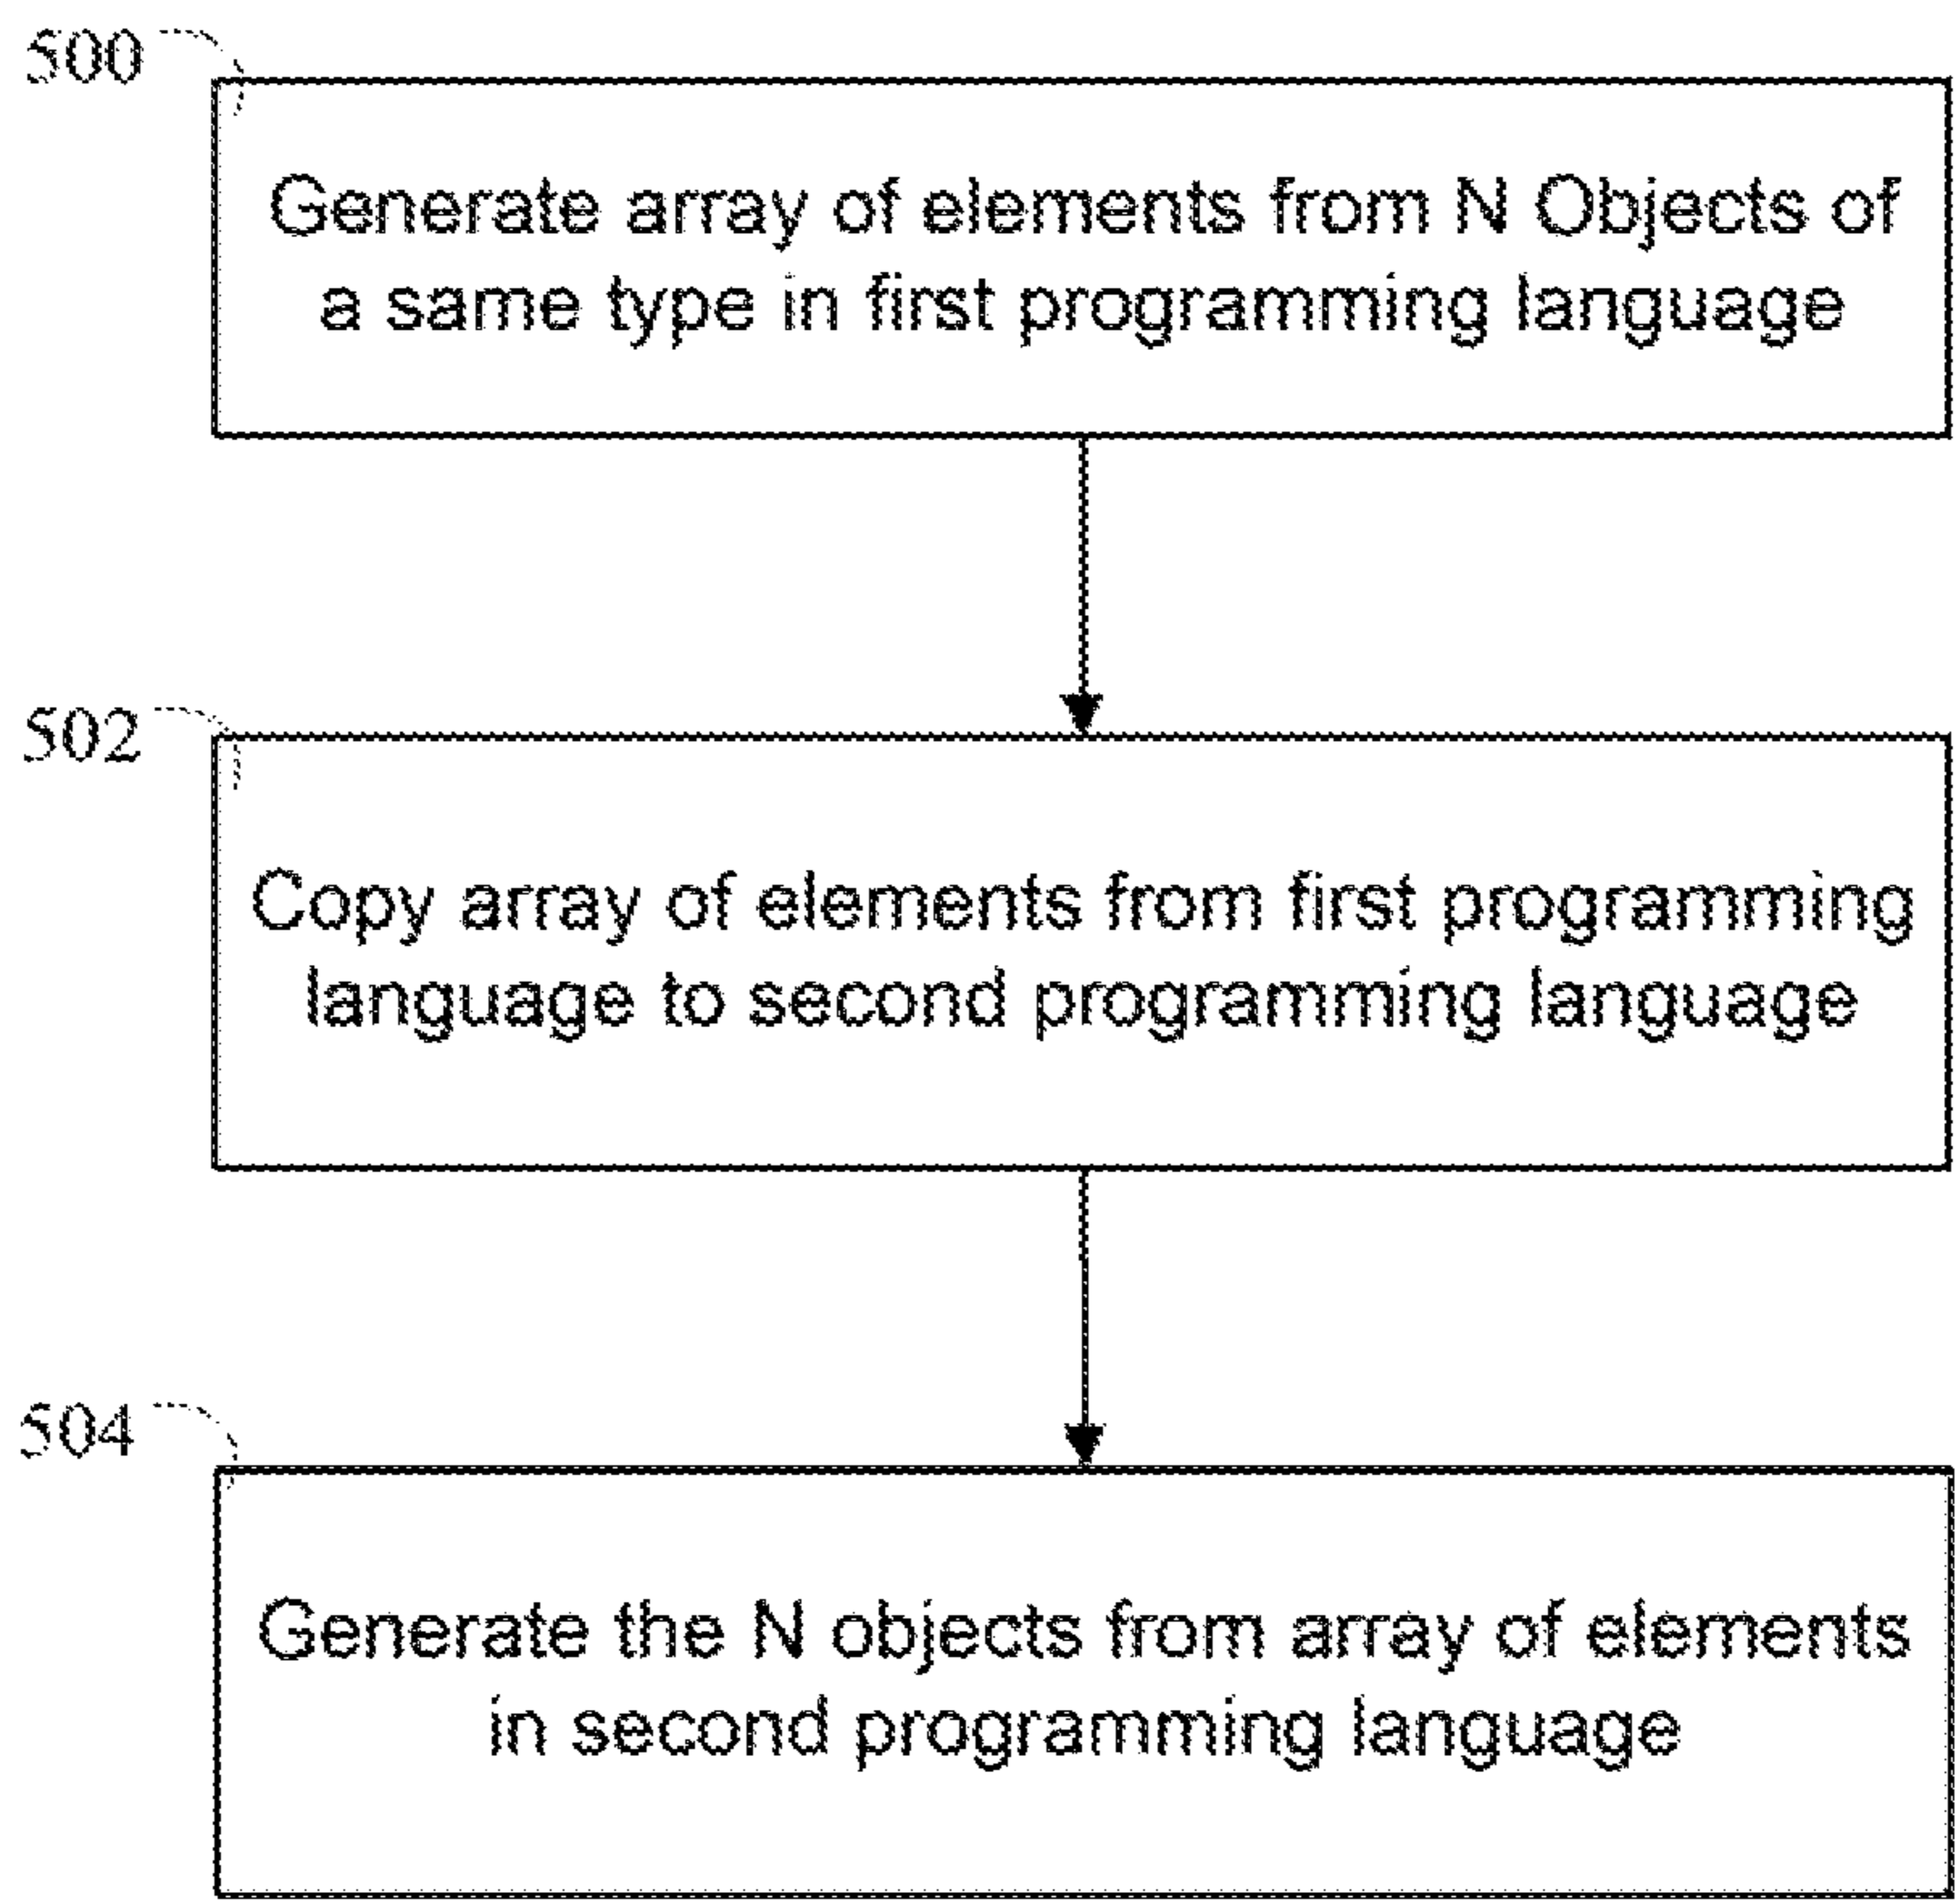 500
Generate array of elements from N Objects of
a same type in first programming language
502
Copy array of elements from first programming
language to second programming language
504
Generate the N objects from array of elements
in second programming language